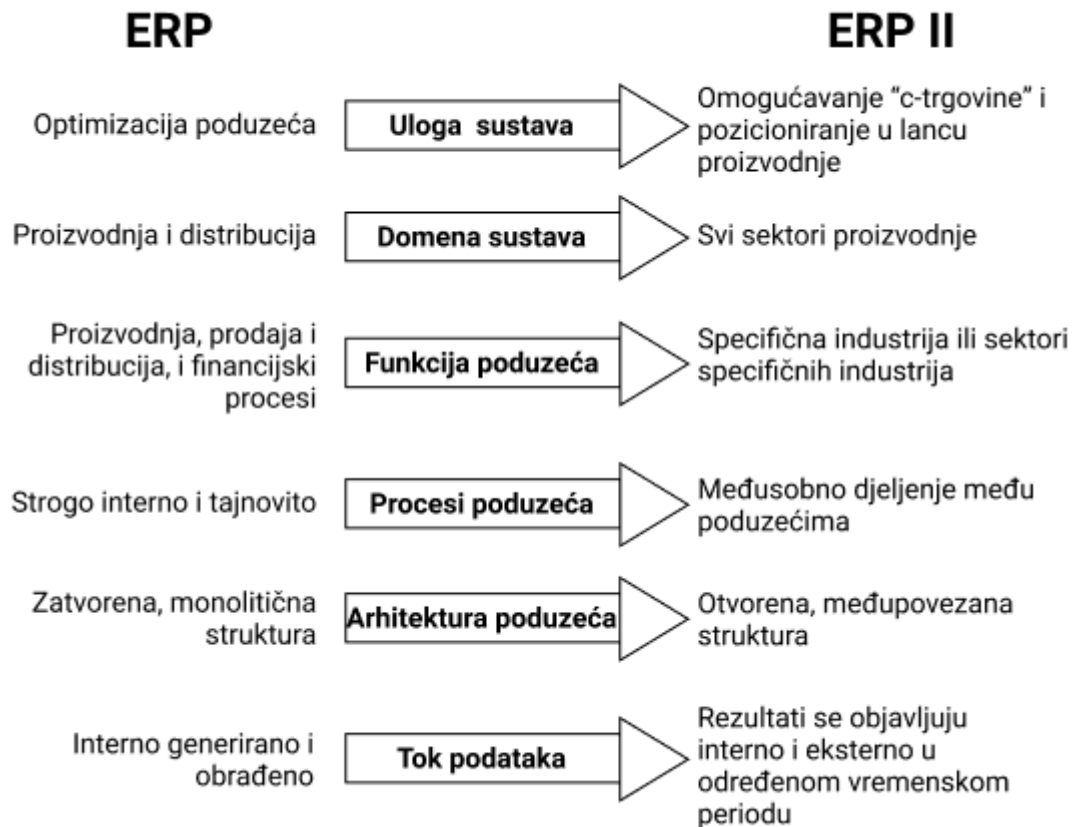 ERP
ERP II
Optimizacija poduzeća
Uloga sustava
Omogućavanje "c-trgovine" i
pozicioniranje u lancu
proizvodnje
Proizvodnja i distribucija
Domena sustava
Svi sektori proizvodnje
Proizvodnja, prodaja i
distribucija, i financijski
procesi
Funkcija poduzeća
Specifična industrija ili sektori
specifičnih industrija
Strogo interno i tajnovito
Procesi poduzeća
Međusobno djeljenje među
poduzećima
Zatvorena, monolitična
struktura
Arhitektura poduzeća
Otvorena, međupovezana
struktura
Interno generirano i
obrađeno
Tok podataka
Rezultati se objavljuju
interno i eksterno u
određenom vremenskom
periodu